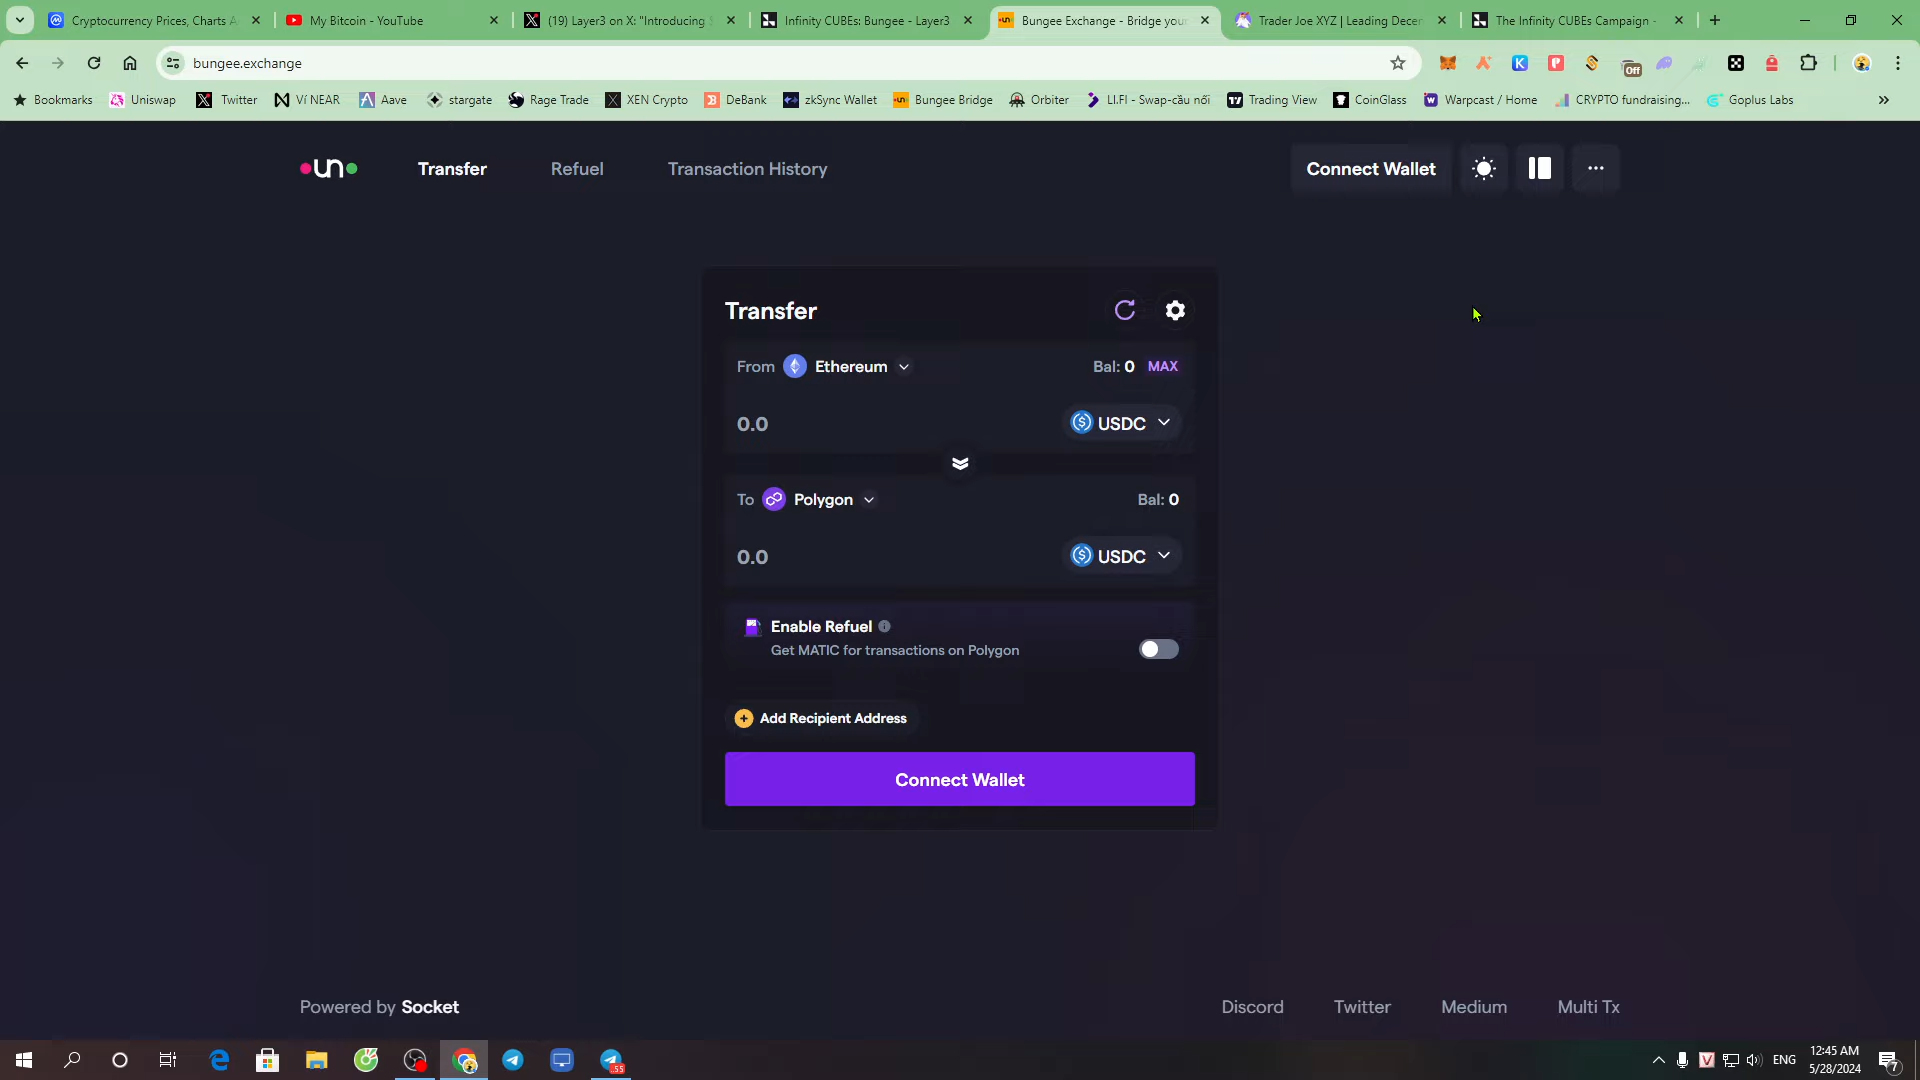 Cryptocurrency Prices, Charts A
My Bitcoin - YouTube
(19) Layer3 on X: "Introducing S
Infinity CUBEs: Bungee - Layer3
Bungee Exchange - Bridge your
Trader Joe XYZ | Leading Decen
The Infinity CUBEs Campaign -
bungee.exchange
Off
Bookmarks
Uniswap
Twitter
Ví NEAR
Aave
stargate
Rage Trade
XEN Crypto
DeBank
zkSync Wallet
Bungee Bridge
Orbiter
LI.FI - Swap-cầu nối
Trading View
CoinGlass
Warpcast / Home
CRYPTO fundraising...
Goplus Labs
Transfer
Refuel
Transaction History
Connect Wallet
Transfer
From Ethereum
Bal: 0 MAX
0.0
USDC
To Polygon
Bal: 0
0.0
USDC
Enable Refuel
Get MATIC for transactions on Polygon
Add Recipient Address
Connect Wallet
Powered by Socket
Discord
Twitter
Medium
Multi Tx
55
ENG
12:45 AM
5/28/2024
7